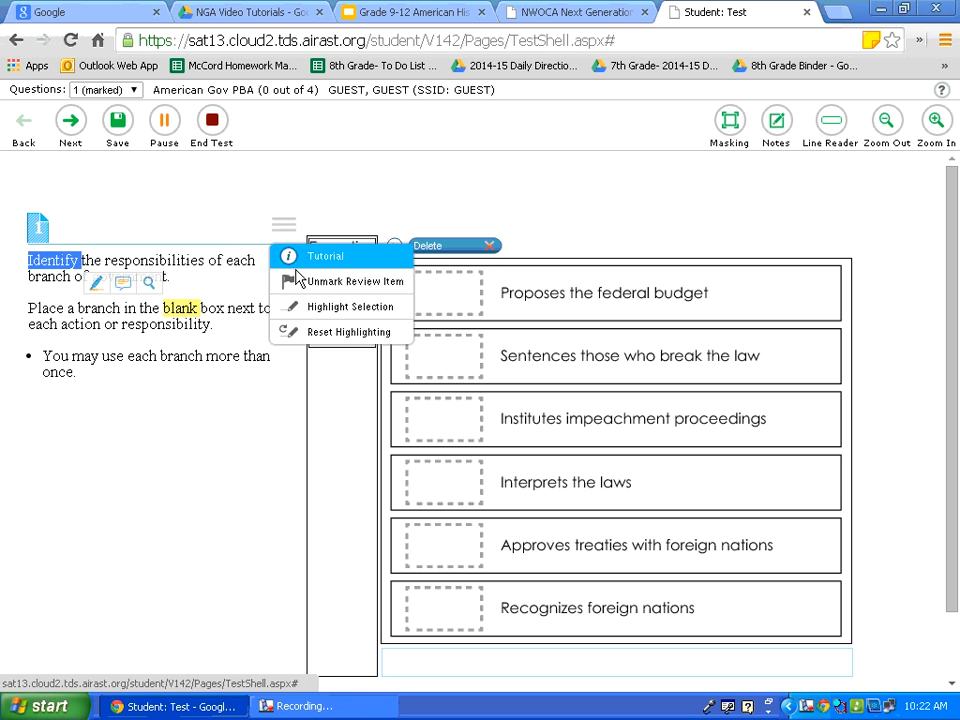 Google
NGA Video Tutorials - Go
Grade 9-12 American His
NWOCA Next Generation
Student: Test
https://sat13.cloud2.tds.airast.org/student/V142/Pages/TestShell.aspx#
Apps
Outlook Web App
McCord Homework Ma...
8th Grade- To Do List ...
2014-15 Daily Directio...
7th Grade- 2014-15 D...
8th Grade Binder - Go...
Questions: 1 (marked) American Gov PBA (0 out of 4) GUEST, GUEST (SSID: GUEST)
Back
Next
Save
Pause
End Test
Masking
Notes
Line Reader
Zoom Out
Zoom In
1
Identify the responsibilities of each
branch of
Place a branch in the blank box next to
each action or responsibility.
• You may use each branch more than
once.
Tutorial
Unmark Review Item
Highlight Selection
Reset Highlighting
Delete
Proposes the federal budget
Sentences those who break the law
Institutes impeachment proceedings
Interprets the laws
Approves treaties with foreign nations
Recognizes foreign nations
sat13.cloud2.tds.airast.org/student/V142/Pages/TestShell.aspx#
start
Student: Test - Googl...
Recording...
10:22 AM